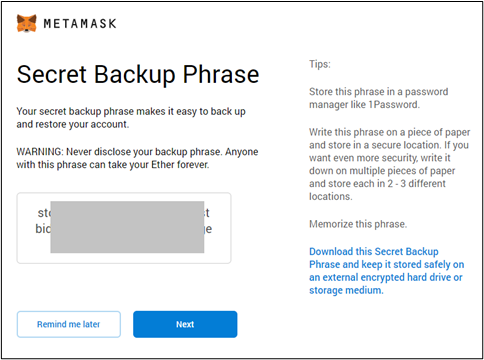 METAMASK
Secret Backup Phrase
Your secret backup phrase makes it easy to back up
and restore your account.
WARNING: Never disclose your backup phrase. Anyone
with this phrase can take your Ether forever.
Remind me later
Next
Tips:
Store this phrase in a password
manager like 1Password.
Write this phrase on a piece of paper
and store in a secure location. If you
want even more security, write it
down on multiple pieces of paper
and store each in 2 - 3 different
locations.
Memorize this phrase.
Download this Secret Backup
Phrase and keep it stored safely on
an external encrypted hard drive or
storage medium.